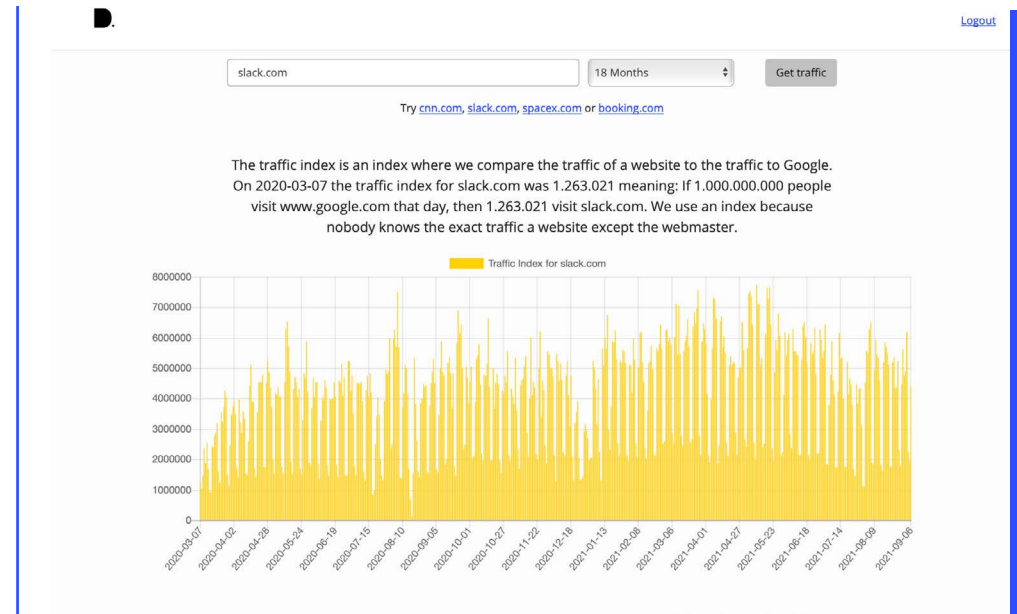 D.
Logout
slack.com
18 Months
Get traffic
Try cnn.com, slack.com, spacex.com or booking.com
The traffic index is an index where we compare the traffic of a website to the traffic to Google.
On 2020-03-07 the traffic index for slack.com was 1.263.021 meaning: If 1.000.000.000 people
visit www.google.com that day, then 1.263.021 visit slack.com. We use an index because
nobody knows the exact traffic a website except the webmaster.
Traffic Index for slack.com
8000000
7000000
6000000
5000000
4000000
3000000
2000000
1000000
0
2020-03-07
2020-04-02
2020-04-28
2020-05-24
2020-06-19
2020-07-15
2020-08-10
2020-09-05
2020-10-01
2020-10-27
2020-11-22
2020-12-18
2021-01-13
2021-02-08
2021-03-06
2021-04-01
2021-04-27
2021-05-23
2021-06-18
2021-07-14
2021-08-09
2021-09-06